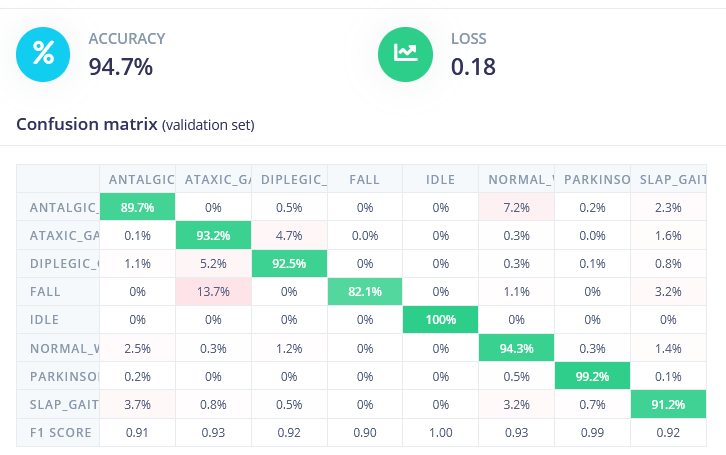 %
ACCURACY
94.7%
LOSS
0.18
Confusion matrix (validation set)
ANTALGIC ATAXIC_GA DIPLEGIC_ FALL IDLE NORMAL_W PARKINSO SLAP_GAIT
ANTALGIC_ 89.7% 0% 0.5% 0% 0% 7.2% 0.2% 2.3%
ATAXIC_GA 0.1% 93.2% 4.7% 0.0% 0% 0.3% 0.0% 1.6%
DIPLEGIC_G 1.1% 5.2% 92.5% 0% 0% 0.3% 0.1% 0.8%
FALL 0% 13.7% 0% 82.1% 0% 1.1% 0% 3.2%
IDLE 0% 0% 0% 0% 100% 0% 0% 0%
NORMAL_W 2.5% 0.3% 1.2% 0% 0% 94.3% 0.3% 1.4%
PARKINSO 0.2% 0% 0% 0% 0% 0.5% 99.2% 0.1%
SLAP_GAIT 3.7% 0.8% 0.5% 0% 0% 3.2% 0.7% 91.2%
F1 SCORE 0.91 0.93 0.92 0.90 1.00 0.93 0.99 0.92